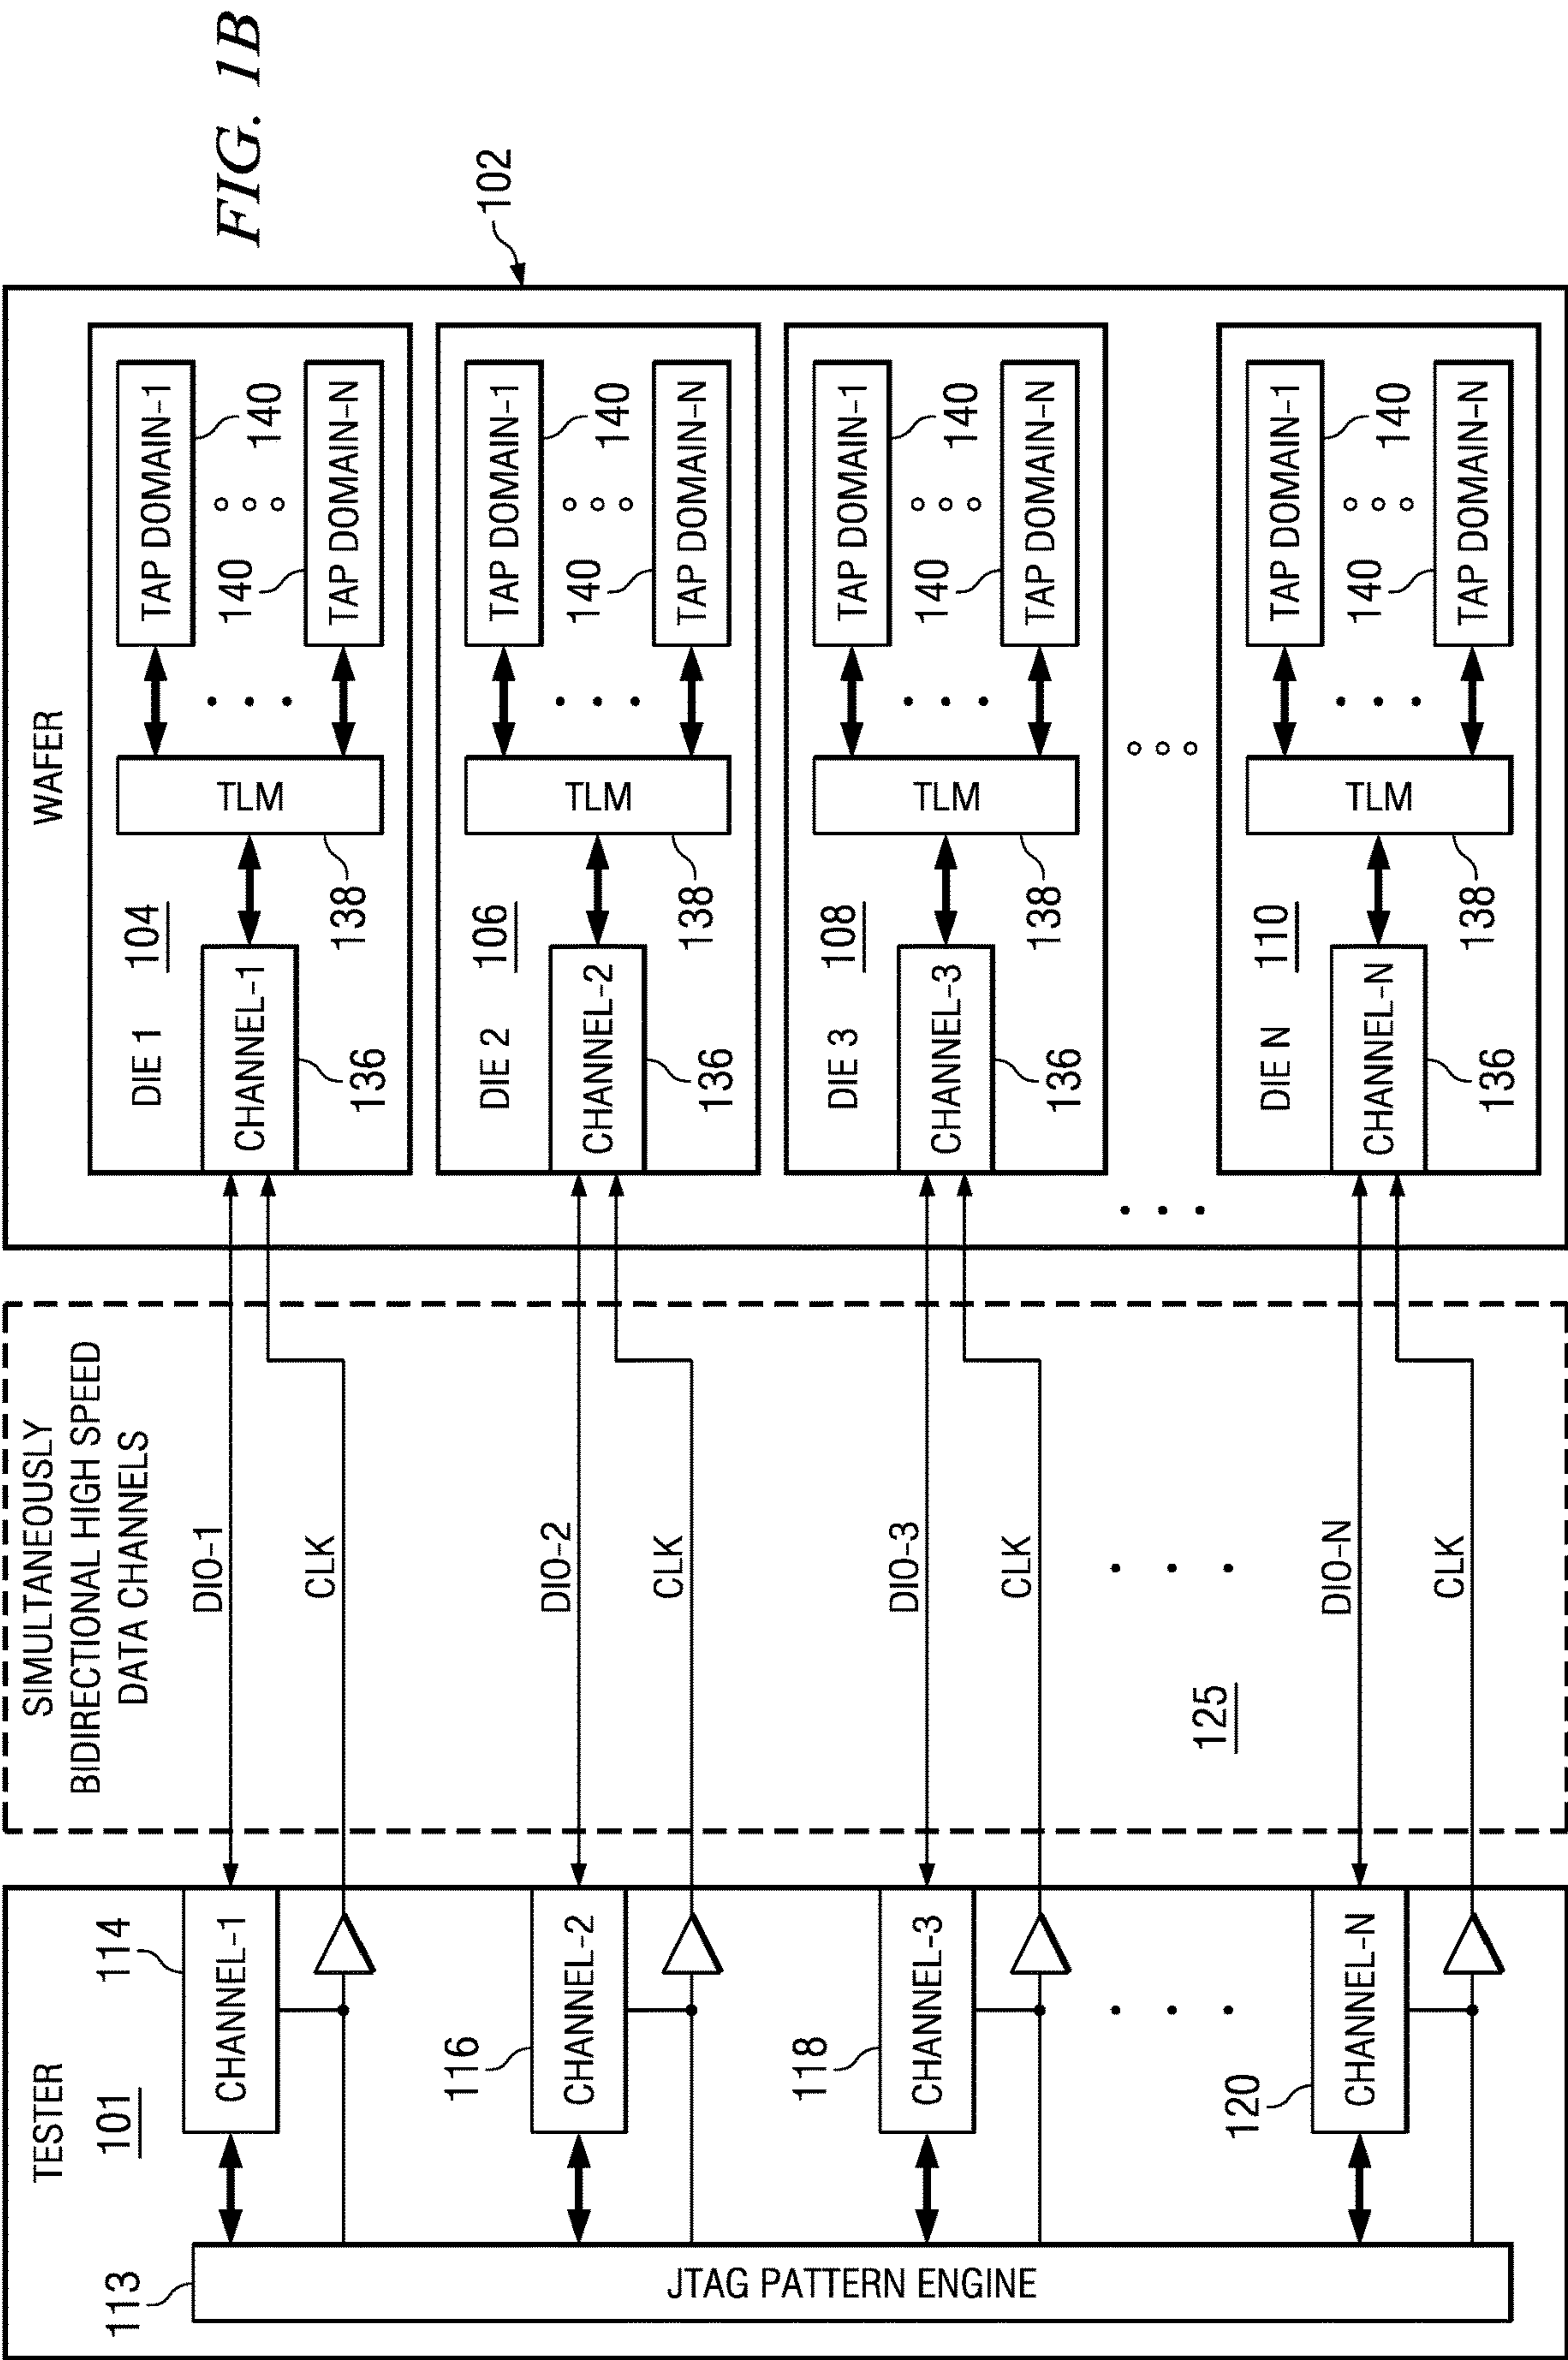 FIG. 1B
TESTER
101
113
JTAG PATTERN ENGINE
114
CHANNEL-1
116
CHANNEL-2
118
CHANNEL-3
120
CHANNEL-N
SIMULTANEOUSLY
BIDIRECTIONAL HIGH SPEED
DATA CHANNELS
DIO-1
CLK
DIO-2
CLK
DIO-3
CLK
125
DIO-N
CLK
WAFER
102
DIE 1
104
CHANNEL-1
136
TLM
138
TAP DOMAIN-1
140
140
TAP DOMAIN-N
DIE 2
106
CHANNEL-2
136
TLM
138
TAP DOMAIN-1
140
140
TAP DOMAIN-N
DIE 3
108
CHANNEL-3
136
TLM
138
TAP DOMAIN-1
140
140
TAP DOMAIN-N
DIE N
110
CHANNEL-N
136
TLM
138
TAP DOMAIN-1
140
140
TAP DOMAIN-N